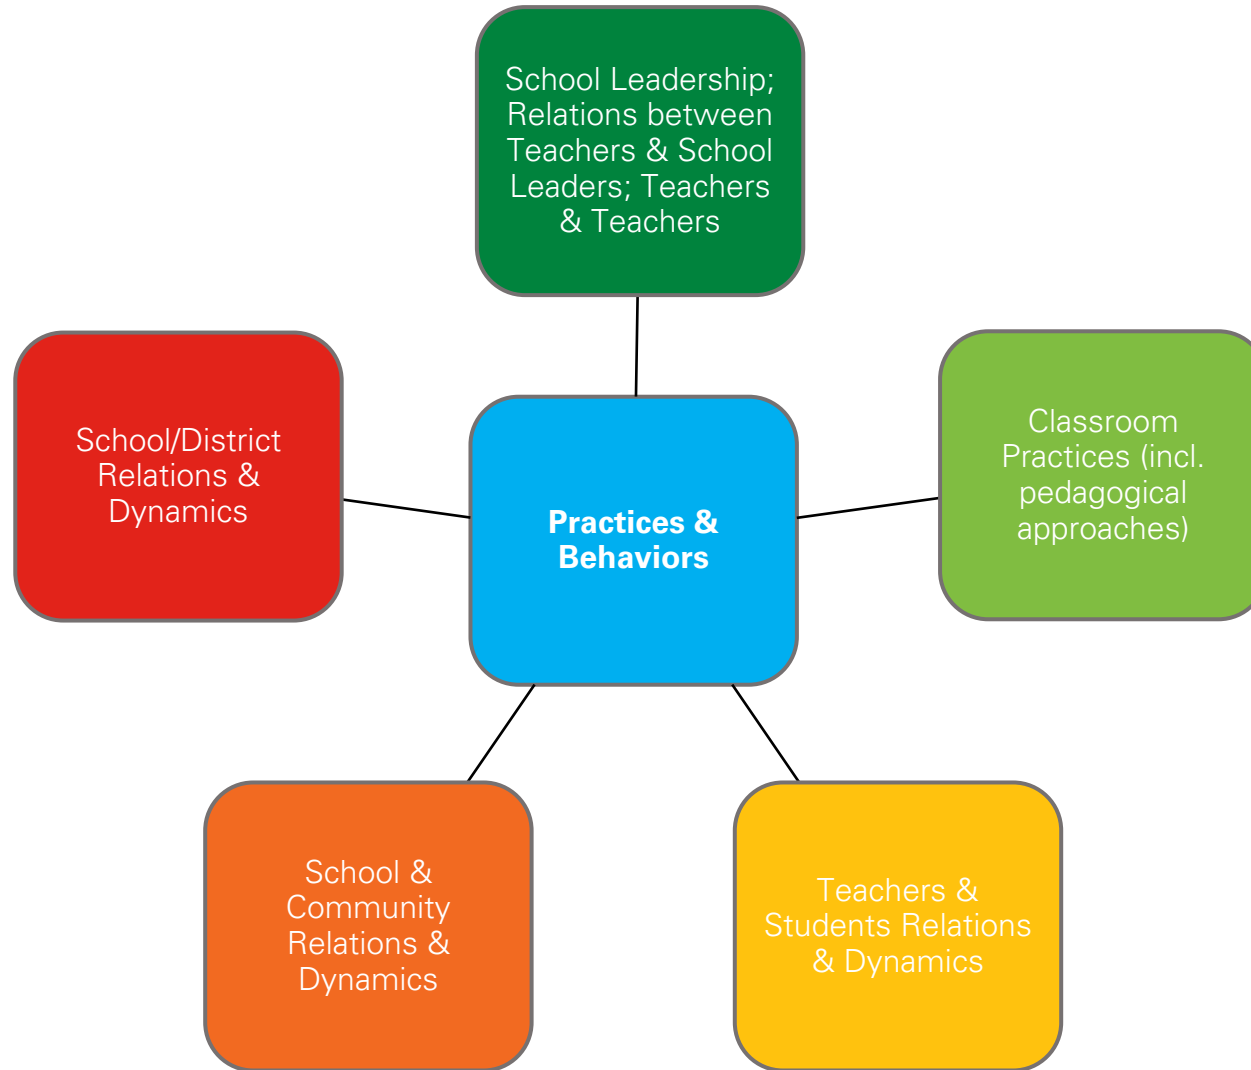 School Leadership;
Relations between
Teachers & School
Leaders; Teachers
& Teachers
School/District
Relations &
Dynamics
Practices &
Behaviors
Classroom
Practices (incl.
pedagogical
approaches)
School &
Community
Relations &
Dynamics
Teachers &
Students Relations
& Dynamics